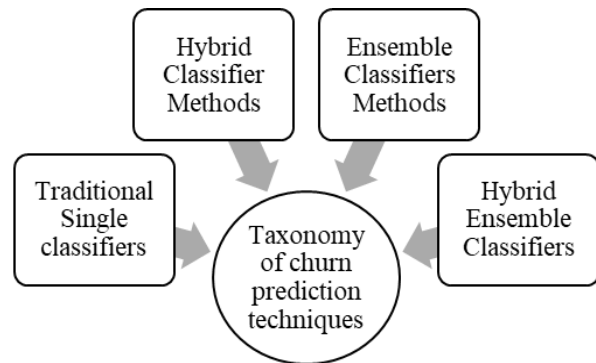 Hybrid
Classifier
Methods
Ensemble
Classifiers
Methods
Traditional
Single
classifiers
Hybrid
Ensemble
Classifiers
Taxonomy
of churn
prediction
techniques